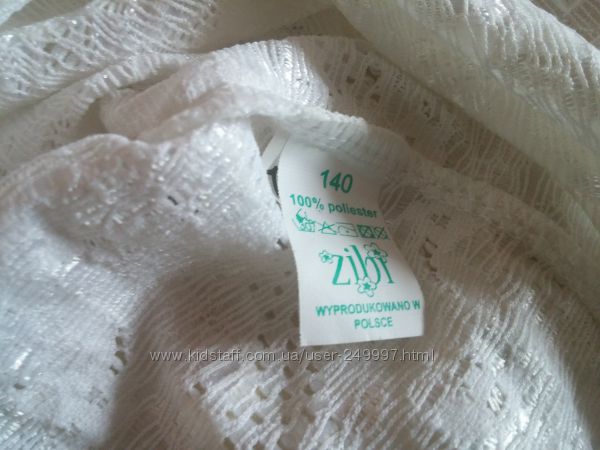 140
100% poliester
zibi
WYPRODUKOWANO W
POLSCE
www.kidstaff.com.ua/user-249997.html